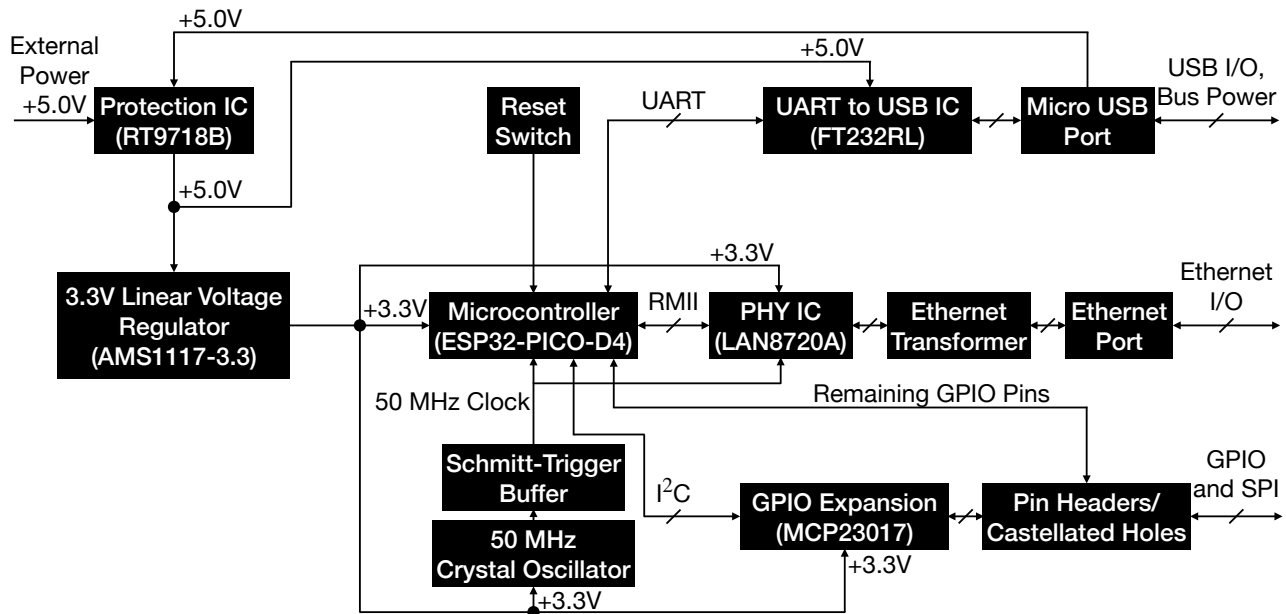 +5.0V
+5.0V
External
Power
+5.0V
Protection IC
(RT9718B)
Reset
Switch
UART
UART to USB IC
(FT232RL)
Micro USB
Port
USB I/O,
Bus Power
+5.0V
+3.3V
3.3V Linear Voltage
Regulator
(AMS1117-3.3)
+3.3V
Microcontroller
(ESP32-PICO-D4)
RMII
PHY IC
(LAN8720A)
Ethernet
Transformer
Ethernet
Port
Ethernet
I/O
50 MHz Clock
Remaining GPIO Pins
Schmitt-Trigger
Buffer
I²C
GPIO Expansion
(MCP23017)
Pin Headers/
Castellated Holes
GPIO
and SPI
50 MHz
Crystal Oscillator
+3.3V
+3.3V